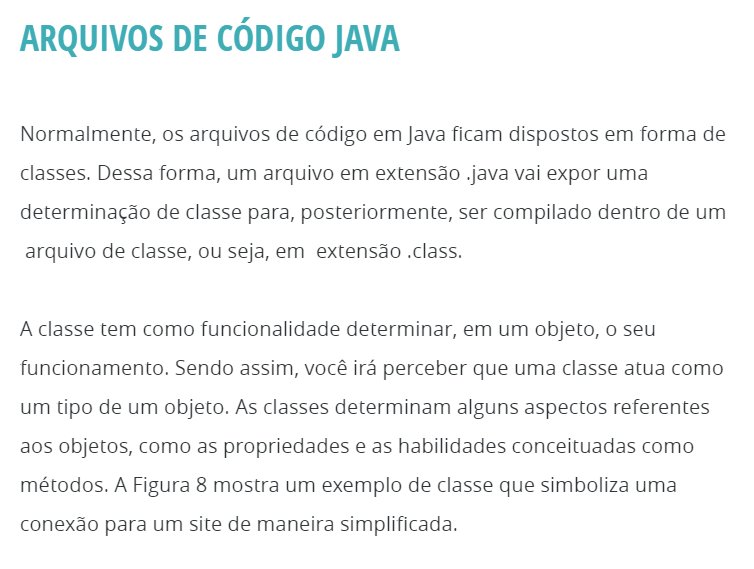 ARQUIVOS DE CÓDIGO JAVA
Normalmente, os arquivos de código em Java ficam dispostos em forma de
classes. Dessa forma, um arquivo em extensão .java vai expor uma
determinação de classe para, posteriormente, ser compilado dentro de um
arquivo de classe, ou seja, em  extensão .class.
A classe tem como funcionalidade determinar, em um objeto, o seu
funcionamento. Sendo assim, você irá perceber que uma classe atua como
um tipo de um objeto. As classes determinam alguns aspectos referentes
aos objetos, como as propriedades e as habilidades conceituadas como
métodos. A Figura 8 mostra um exemplo de classe que simboliza uma
conexão para um site de maneira simplificada.